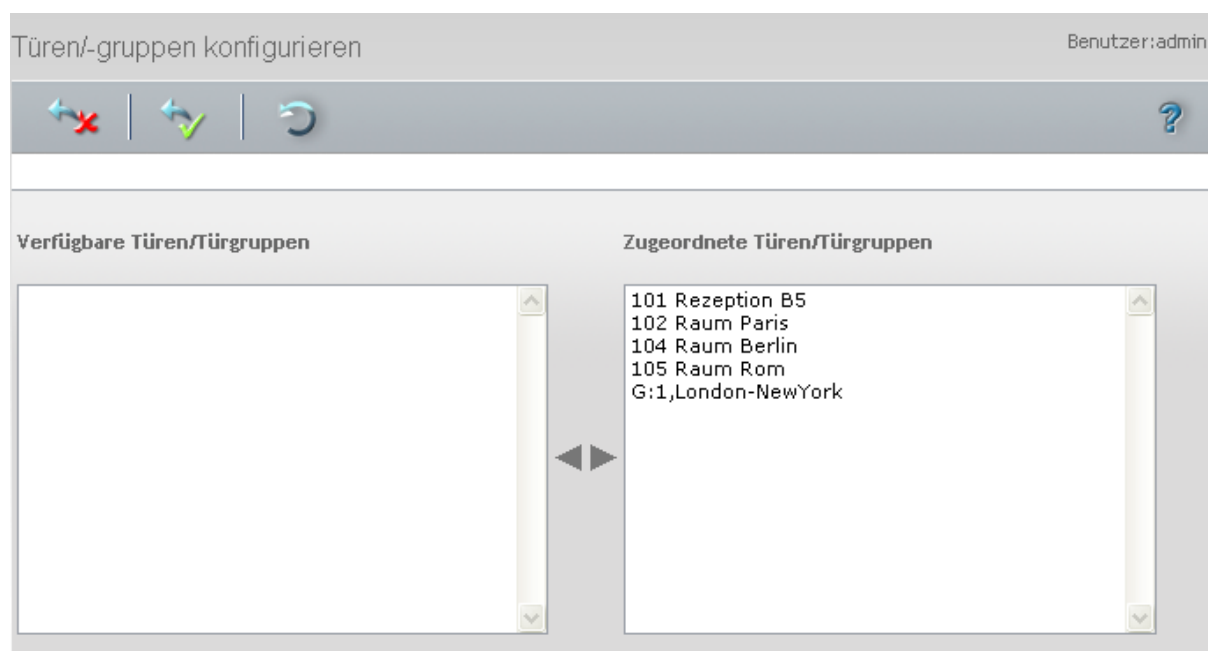 Türen/-gruppen konfigurieren
Benutzer:admin
Verfügbare Türen/Türgruppen
Zugeordnete Türen/Türgruppen
101 Rezeption B5
102 Raum Paris
104 Raum Berlin
105 Raum Rom
G:1,London-NewYork